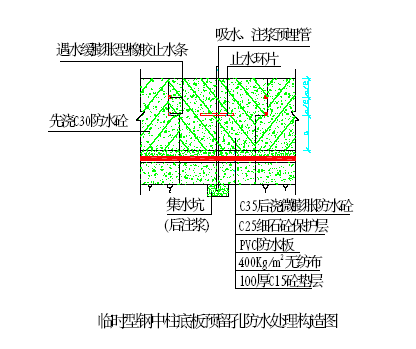 吸水、注浆预埋管
遇水缓膨胀型橡胶止水条
止水环片
先浇C30防水砼
集水坑
(后注浆)
C35后浇微膨胀防水砼
C25细石砼保护层
PVC防水板
400Kg/m²无纺布
100厚C15砼垫层
临时型钢中柱底板预留孔防水处理构造图